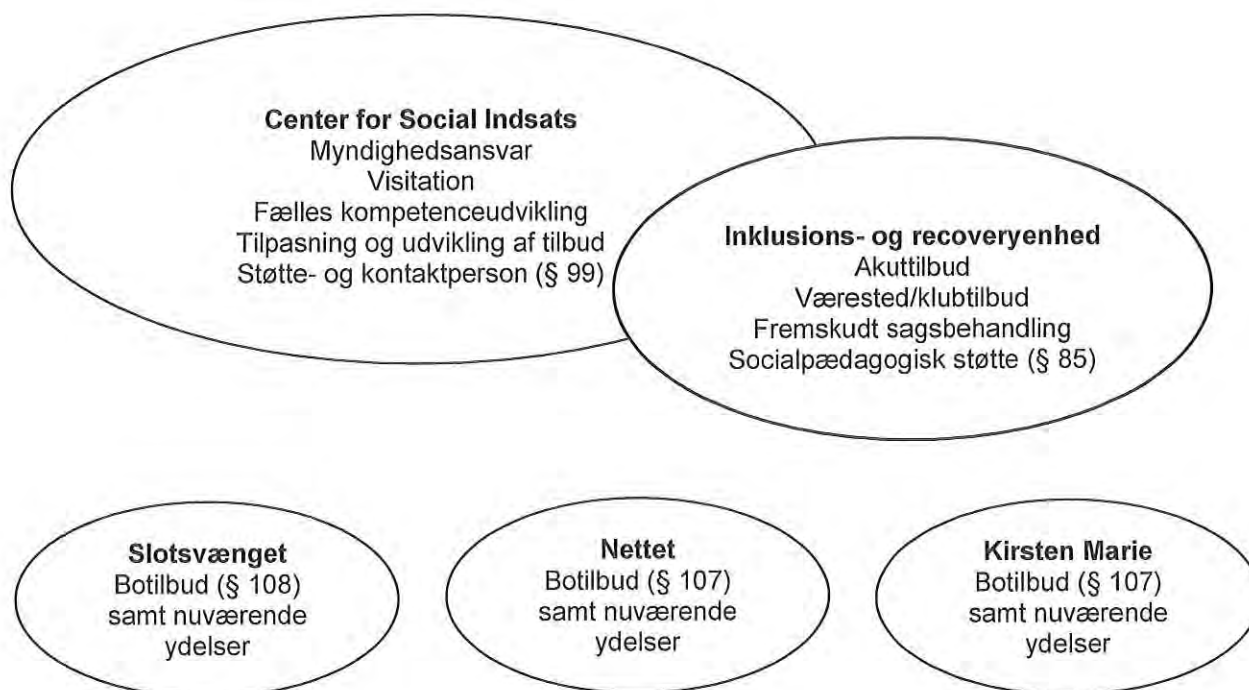 Center for Social Indsats
Myndighedsansvar
Visitation
Fælles kompetenceudvikling
Tilpasning og udvikling af tilbud
Støtte- og kontaktperson (§ 99)
Inklusions- og recoveryenhed
Akuttilbud
Værested/klubtilbud
Fremskudt sagsbehandling
Socialpædagogisk støtte (§ 85)
Slotsvænget
Botilbud (§ 108)
samt nuværende
ydelser
Nettet
Botilbud (§ 107)
samt nuværende
ydelser
Kirsten Marie
Botilbud (§ 107)
samt nuværende
ydelser